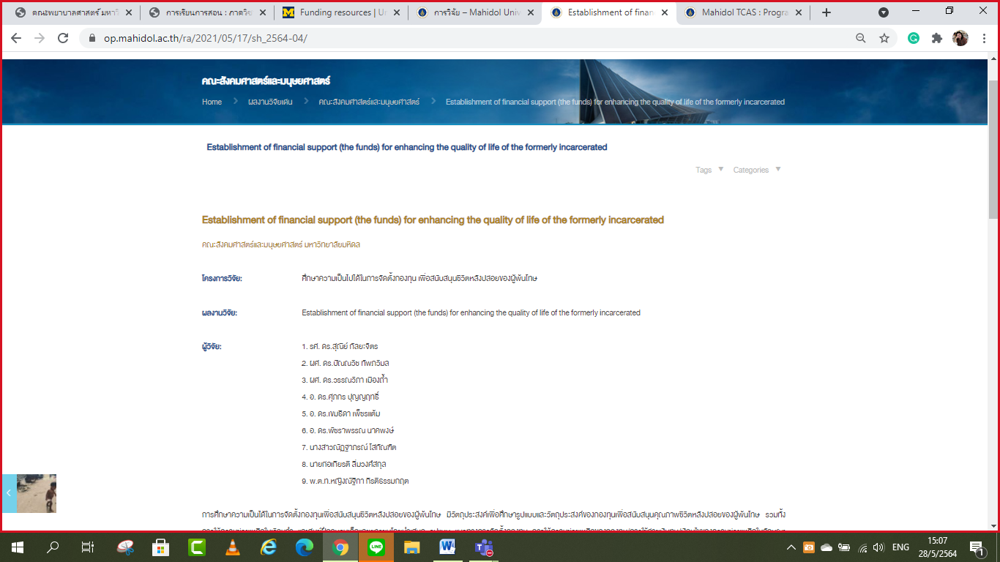 คณะพยาบาลศาสตร์ มหาวิ
การเรียนการสอน : ภาควิช
Funding resources | Un
การวิจัย – Mahidol Univ
Establishment of finan
Mahidol TCAS : Progra
op.mahidol.ac.th/ra/2021/05/17/sh_2564-04/
คณะสังคมศาสตร์และมนุษยศาสตร์
Home > ผลงานวิจัยเด่น > คณะสังคมศาสตร์และมนุษยศาสตร์ > Establishment of financial support (the funds) for enhancing the quality of life of the formerly incarcerated
Establishment of financial support (the funds) for enhancing the quality of life of the formerly incarcerated
Tags Categories
Establishment of financial support (the funds) for enhancing the quality of life of the formerly incarcerated
คณะสังคมศาสตร์และมนุษยศาสตร์ มหาวิทยาลัยมหิดล
โครงการวิจัย: ศึกษาความเป็นไปได้ในการจัดตั้งกองทุน เพื่อสนับสนุนชีวิตหลังปล่อยของผู้พ้นโทษ
ผลงานวิจัย: Establishment of financial support (the funds) for enhancing the quality of life of the formerly incarcerated
ผู้วิจัย: 1. รศ. ดร.สุณีย์ กัลยะจิตร
2. ผศ. ดร.ปัณณวิช ทัพภวิมล
3. ผศ. ดร.วรรณวิภา เมืองถ้ำ
4. อ. ดร.ศุภกร ปุญญฤทธิ์
5. อ. ดร.เขมธิดา เพ็ชรแต้ม
6. อ. ดร.พัชราพรรณ นาคพงษ์
7. นางสาวณัฏฐาภรณ์ โสกัณฑัต
8. นายก่อเกียรติ ลิ่มวงศ์สกุล
9. พ.ต.ท.หญิงณัฐิกา กิรติธรรมกฤต
การศึกษาความเป็นได้ในการจัดตั้งกองทุนเพื่อสนับสนุนชีวิตหลังปล่อยของผู้พ้นโทษ มีวัตถุประสงค์เพื่อศึกษารูปแบบและวัตถุประสงค์ของกองทุนเพื่อสนับสนุนคุณภาพชีวิตหลังปล่อยของผู้พ้นโทษ รวมทั้ง
LINE
ENG
15:07
28/5/2564
1